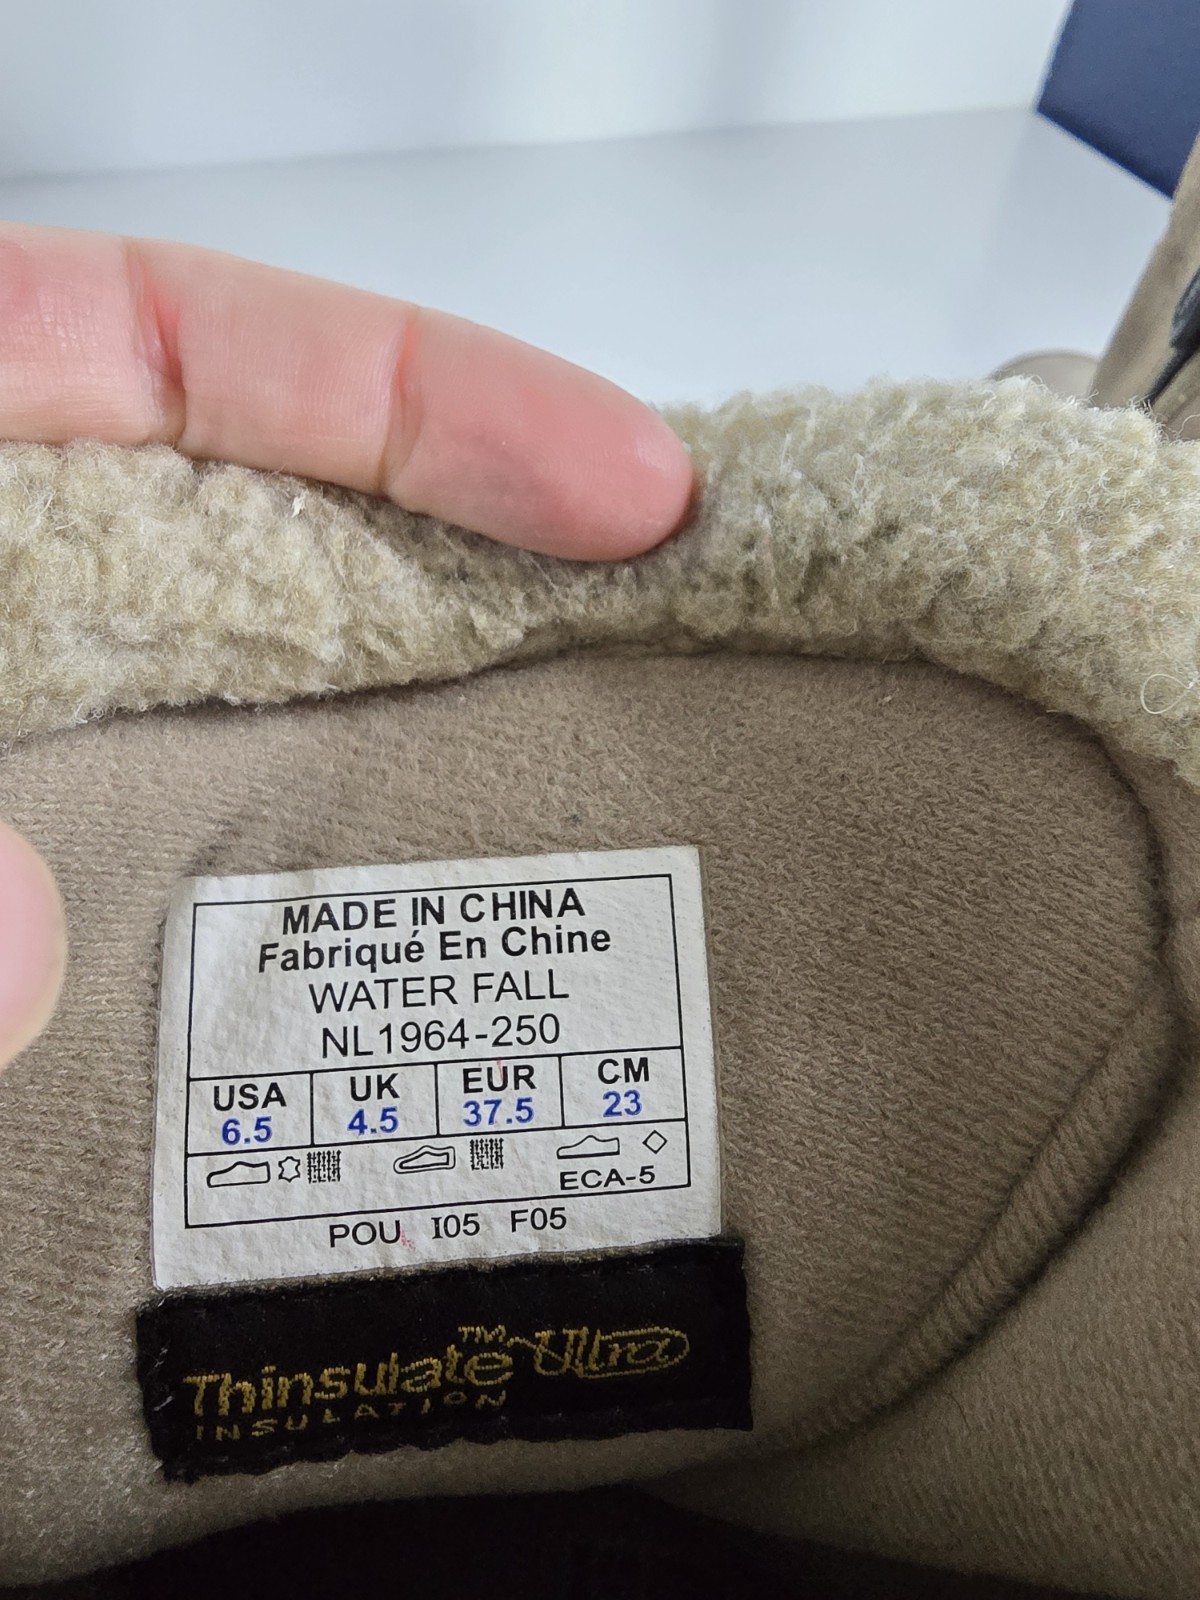 MADE IN CHINA
Fabriqué En Chine
WATER FALL
NL1964-250
USA UK EUR CM
6.5 4.5 37.5 23
ECA-5
POU I05 F05
Thinsulate™ Ultra
INSULATION